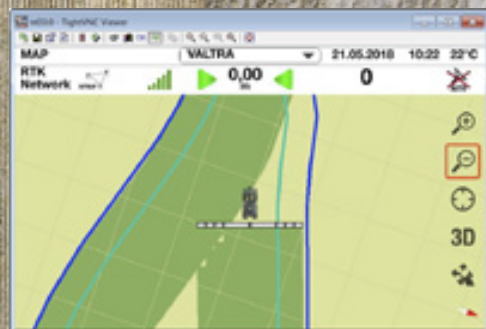 TightVNC Viewer
MAP VALTRA 21.05.2018 10:22 22°C
RTK
Network
0,00
0
3D